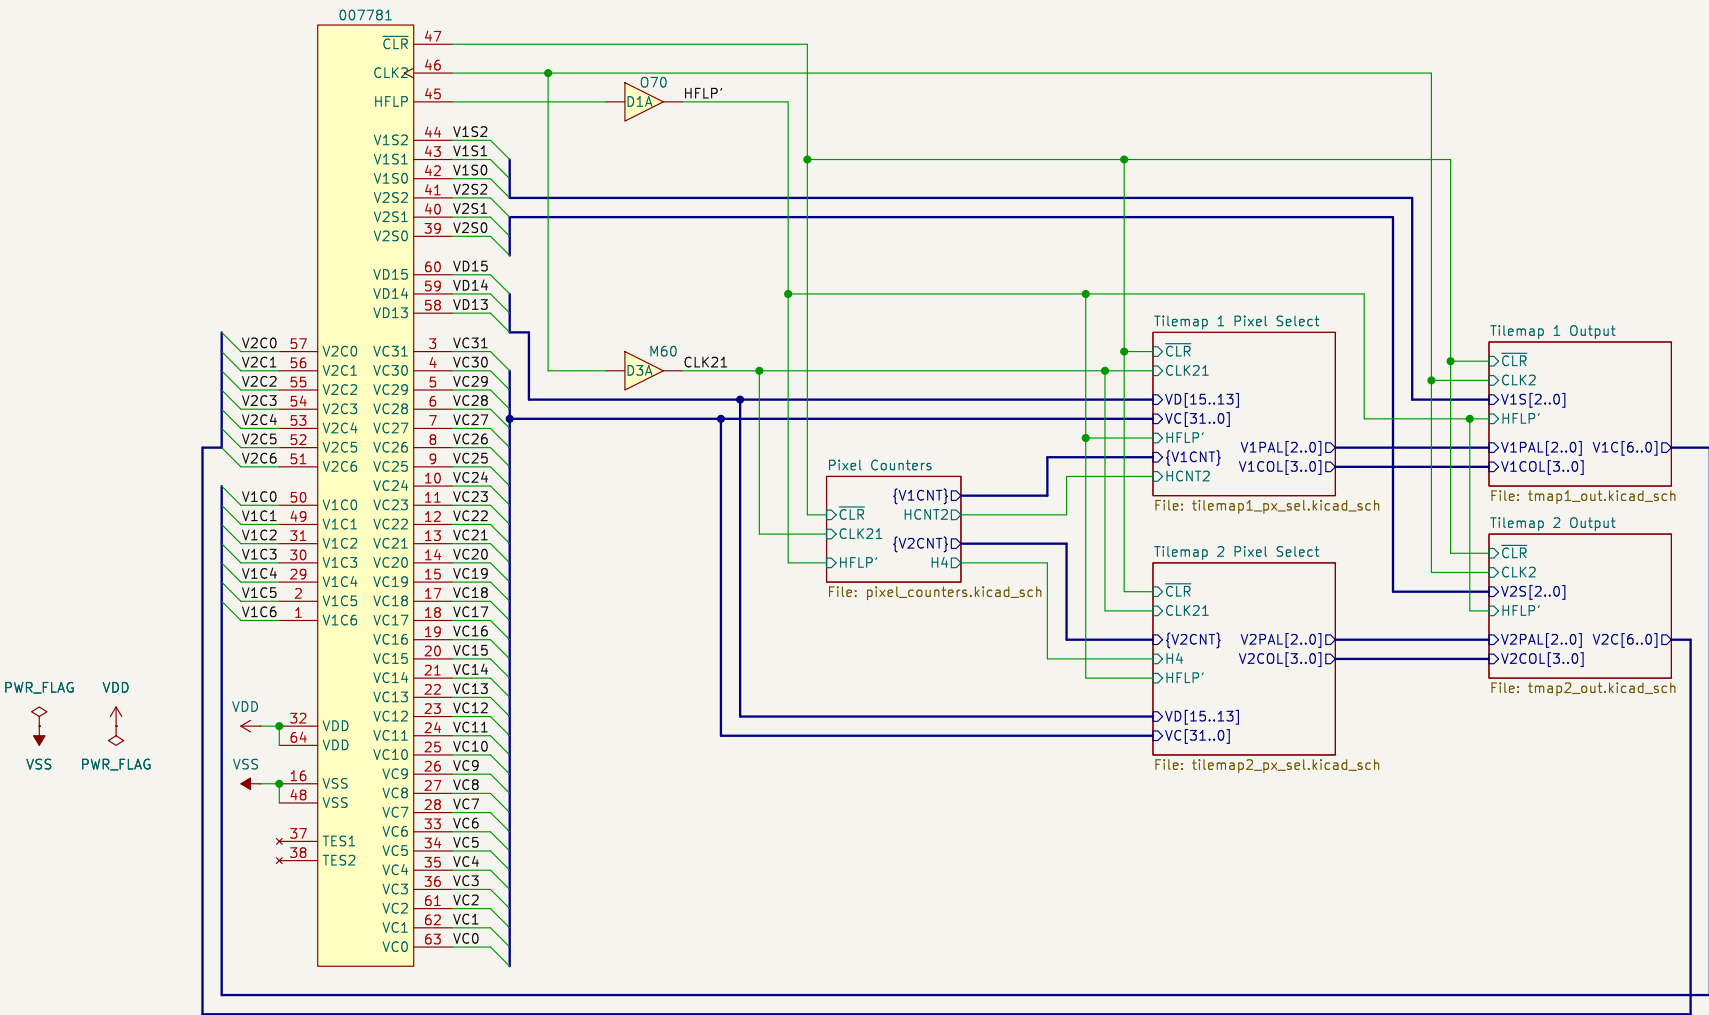 007781
CLR 47
CLK2 46
HFLP 45
O70
D1A
HFLP'
V1S2 44 V1S2
V1S1 43 V1S1
V1S0 42 V1S0
V2S2 41 V2S2
V2S1 40 V2S1
V2S0 39 V2S0
VD15 60 VD15
VD14 59 VD14
VD13 58 VD13
V2C0 57 V2C0
V2C1 56 V2C1
V2C2 55 V2C2
V2C3 54 V2C3
V2C4 53 V2C4
V2C5 52 V2C5
V2C6 51 V2C6
V1C0 50 V1C0
V1C1 49 V1C1
V1C2 31 V1C2
V1C3 30 V1C3
V1C4 29 V1C4
V1C5 2 V1C5
V1C6 1 V1C6
VC31 3 VC31
VC30 4 VC30
VC29 5 VC29
VC28 6 VC28
VC27 7 VC27
VC26 8 VC26
VC25 9 VC25
VC24 10 VC24
VC23 11 VC23
VC22 12 VC22
VC21 13 VC21
VC20 14 VC20
VC19 15 VC19
VC18 17 VC18
VC17 18 VC17
VC16 19 VC16
VC15 20 VC15
VC14 21 VC14
VC13 22 VC13
VC12 23 VC12
VC11 24 VC11
VC10 25 VC10
VC9 26 VC9
VC8 27 VC8
VC7 28 VC7
VC6 33 VC6
VC5 34 VC5
VC4 35 VC4
VC3 36 VC3
VC2 61 VC2
VC1 62 VC1
VC0 63 VC0
PWR_FLAG
VSS
VDD
PWR_FLAG
VDD
32 VDD
64 VDD
VSS
16 VSS
48 VSS
37 TES1
38 TES2
M60
D3A
CLK21
Pixel Counters
{V1CNT}
CLR HCNT2
CLK21
{V2CNT}
HFLP' H4
File: pixel_counters.kicad_sch
Tilemap 1 Pixel Select
CLR
CLK21
VD[15..13]
VC[31..0]
HFLP'
V1PAL[2..0]
{V1CNT}
V1COL[3..0]
HCNT2
File: tilemap1_px_sel.kicad_sch
Tilemap 2 Pixel Select
CLR
CLK21
{V2CNT} V2PAL[2..0]
H4 V2COL[3..0]
HFLP'
VD[15..13]
VC[31..0]
File: tilemap2_px_sel.kicad_sch
Tilemap 1 Output
CLR
CLK2
V1S[2..0]
HFLP'
V1PAL[2..0] V1C[6..0]
V1COL[3..0]
File: tmap1_out.kicad_sch
Tilemap 2 Output
CLR
CLK2
V2S[2..0]
HFLP'
V2PAL[2..0] V2C[6..0]
V2COL[3..0]
File: tmap2_out.kicad_sch